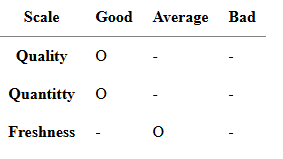 Scale Good Average Bad
Quality O - -
Quantitty O - -
Freshness - O -